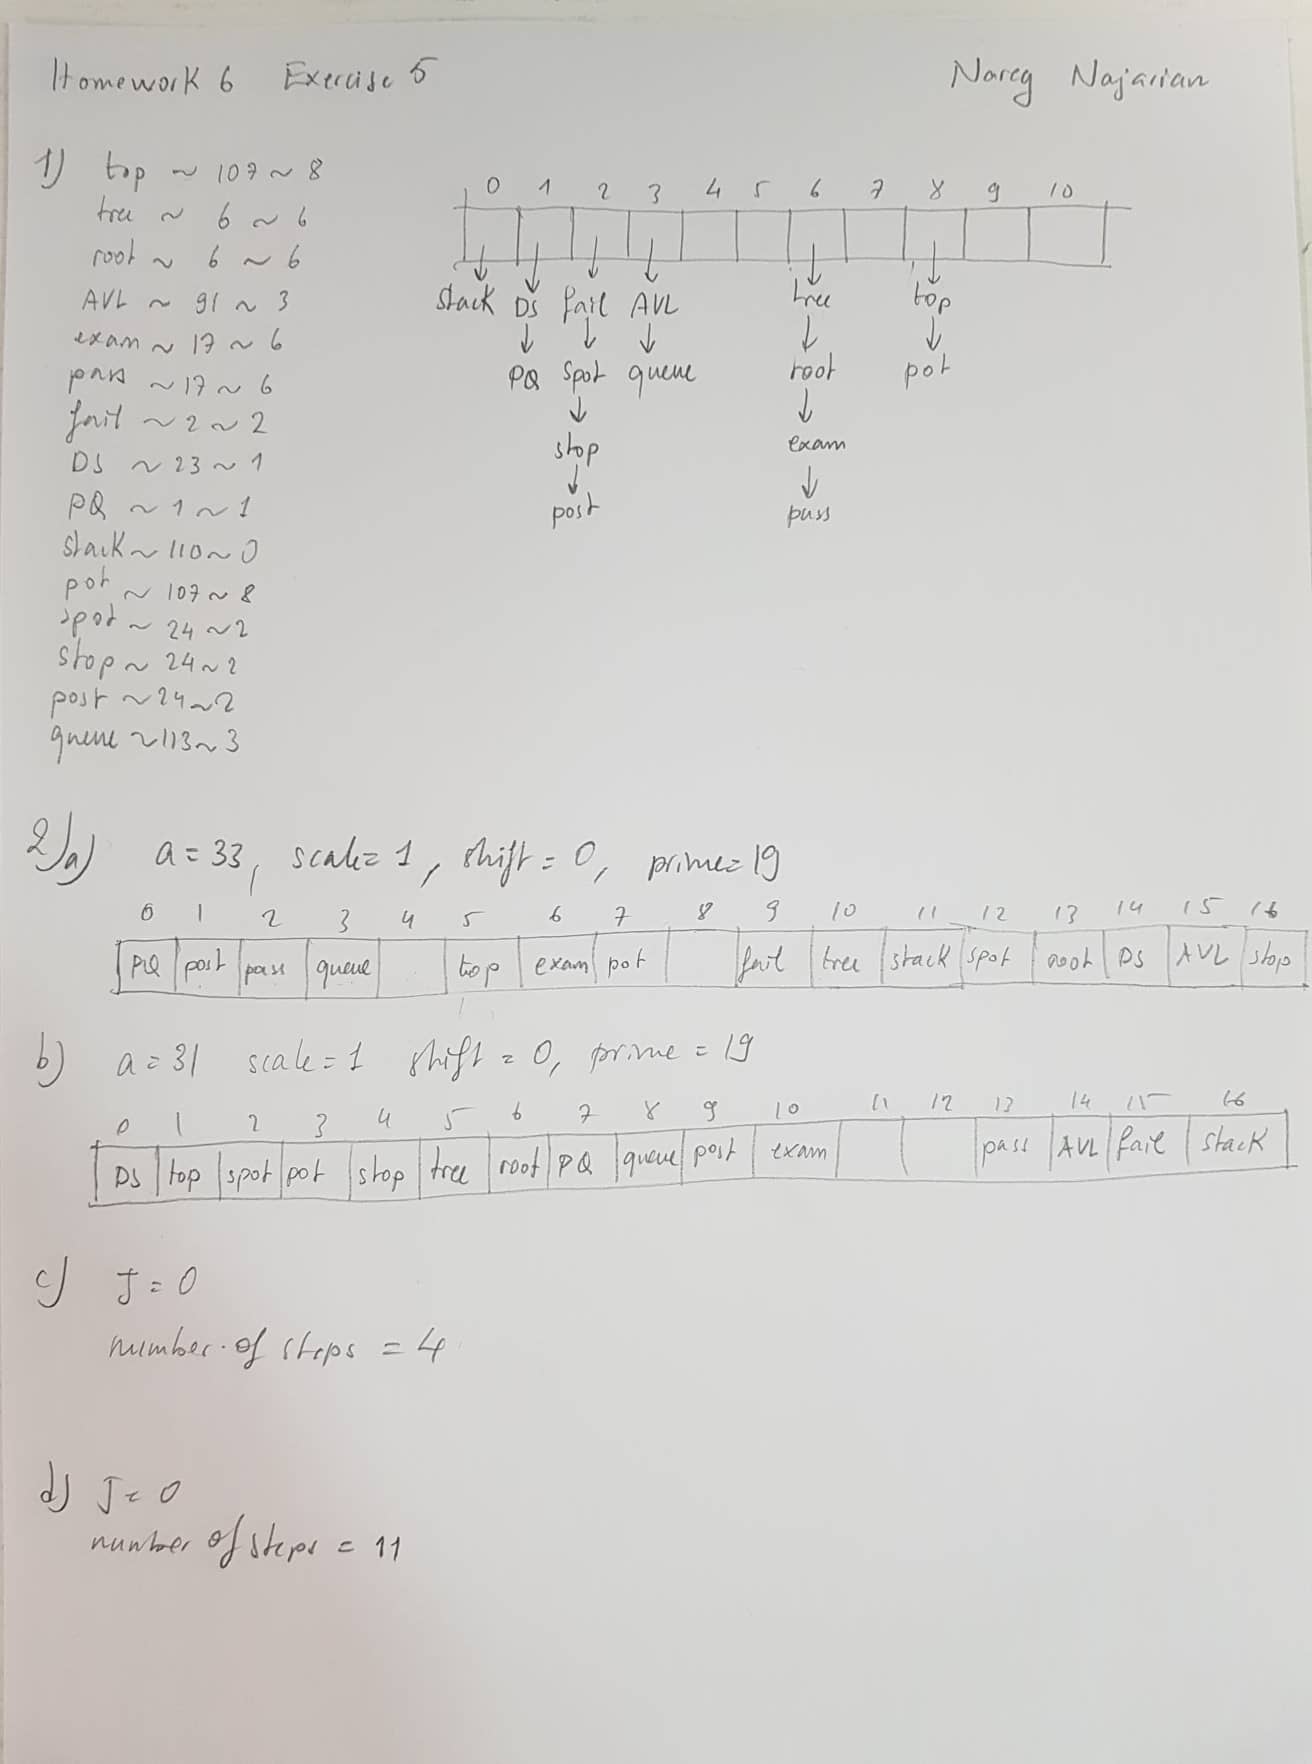 Homework 6 Exercise 5 Nareg Najarian
1) top ~ 107 ~ 8
tree ~ 6 ~ 6
root ~ 6 ~ 6
AVL ~ 91 ~ 3
exam ~ 17 ~ 6
pass ~ 17 ~ 6
fail ~ 2 ~ 2
DS ~ 23 ~ 1
PQ ~ 1 ~ 1
stack ~ 110 ~ 0
pot ~ 107 ~ 8
spot ~ 24 ~ 2
stop ~ 24 ~ 2
post ~ 24 ~ 2
queue ~ 113 ~ 3
0 1 2 3 4 5 6 7 8 9 10
stack DS fail AVL tree top
PQ spot queue root pot
stop exam
post pass
2) a) a = 33, scale = 1, shift = 0, prime = 19
0 1 2 3 4 5 6 7 8 9 10 11 12 13 14 15 16
PQ post pass queue top exam pot fail tree stack spot root DS AVL stop
b) a = 31 scale = 1 shift = 0, prime = 19
0 1 2 3 4 5 6 7 8 9 10 11 12 13 14 15 16
DS top spot pot stop tree root PQ queue post exam pass AVL fail stack
c) J = 0
number of steps = 4
d) J = 0
number of steps = 11